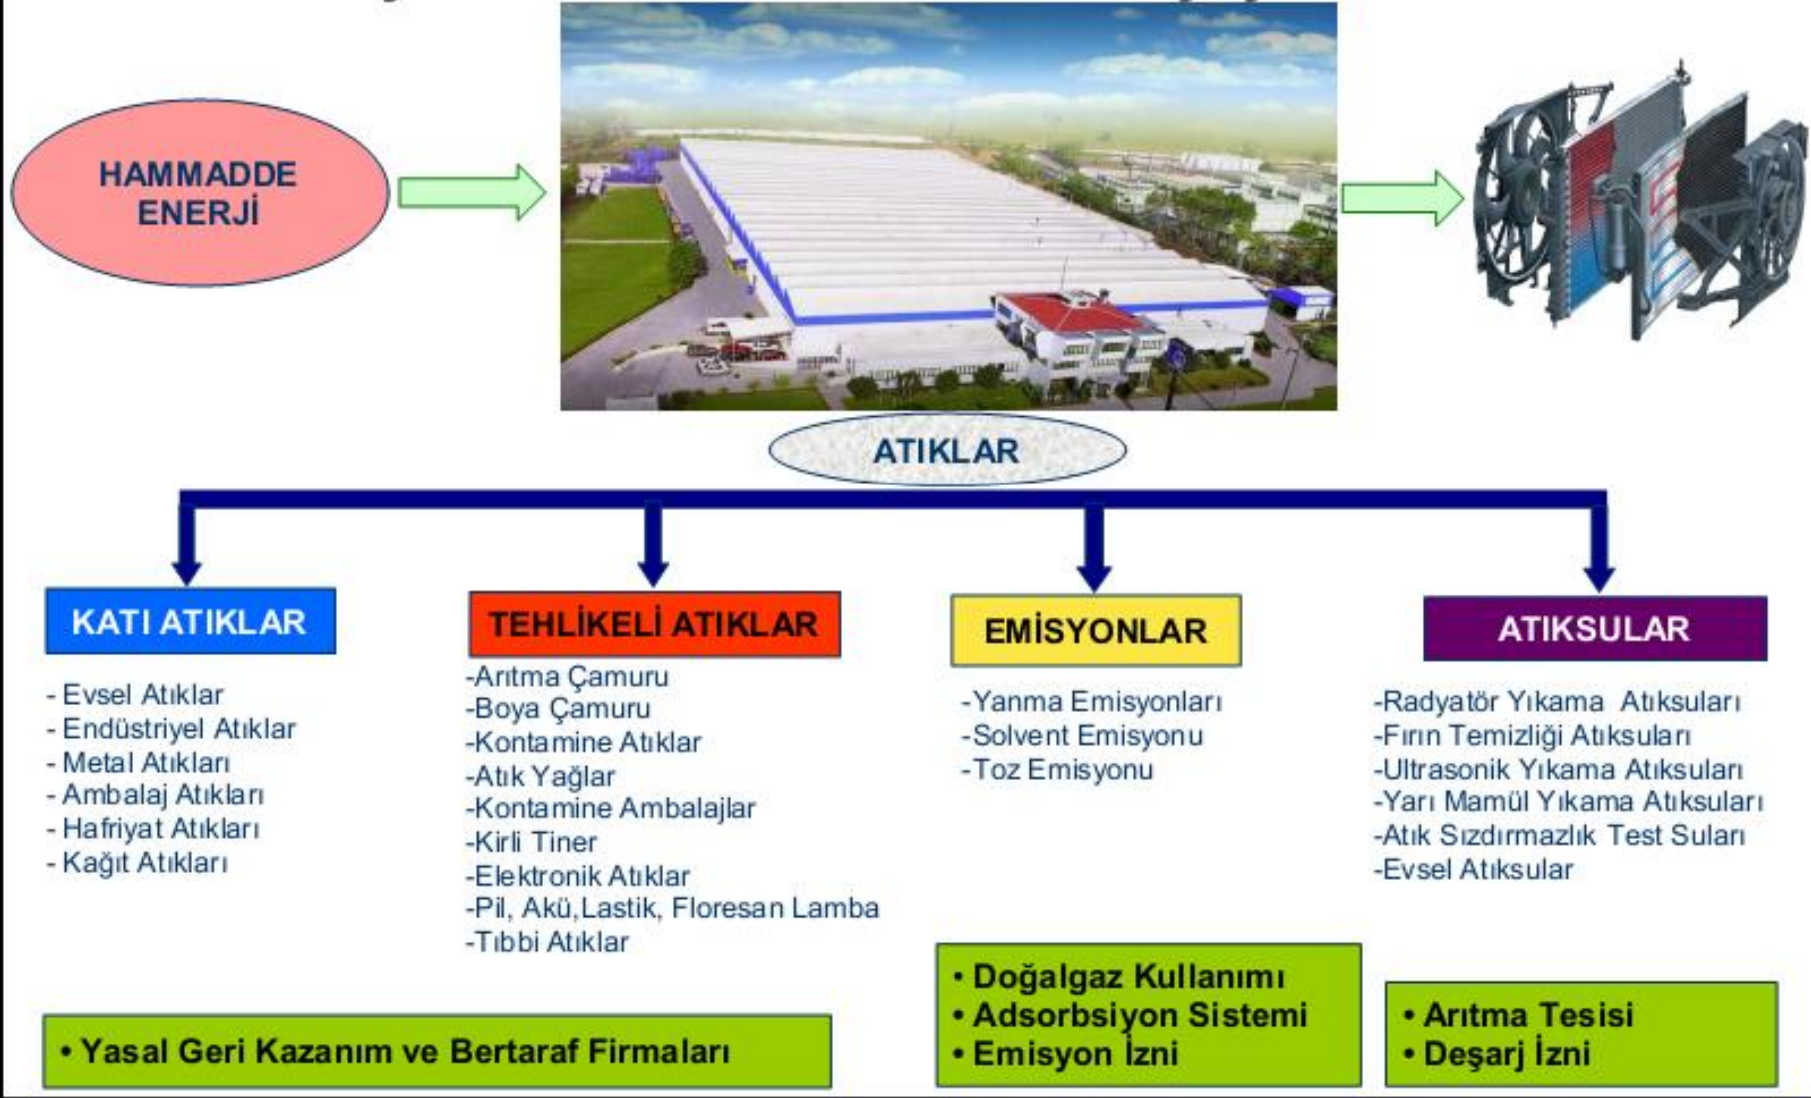 HAMMADDE
ENERJİ
ATIKLAR
KATI ATIKLAR
- Evsel Atıklar
- Endüstriyel Atıklar
- Metal Atıkları
- Ambalaj Atıkları
- Hafriyat Atıkları
- Kağıt Atıkları
TEHLİKELİ ATIKLAR
-Arıtma Çamuru
-Boya Çamuru
-Kontamine Atıklar
-Atık Yağlar
-Kontamine Ambalajlar
-Kirli Tiner
-Elektronik Atıklar
-Pil, Akü,Lastik, Floresan Lamba
-Tıbbi Atıklar
• Yasal Geri Kazanım ve Bertaraf Firmaları
EMİSYONLAR
-Yanma Emisyonları
-Solvent Emisyonu
-Toz Emisyonu
• Doğalgaz Kullanımı
• Adsorbsiyon Sistemi
• Emisyon İzni
ATIKSULAR
-Radyatör Yıkama Atıksuları
-Fırın Temizliği Atıksuları
-Ultrasonik Yıkama Atıksuları
-Yarı Mamül Yıkama Atıksuları
-Atık Sızdırmazlık Test Suları
-Evsel Atıksular
• Arıtma Tesisi
• Deşarj İzni